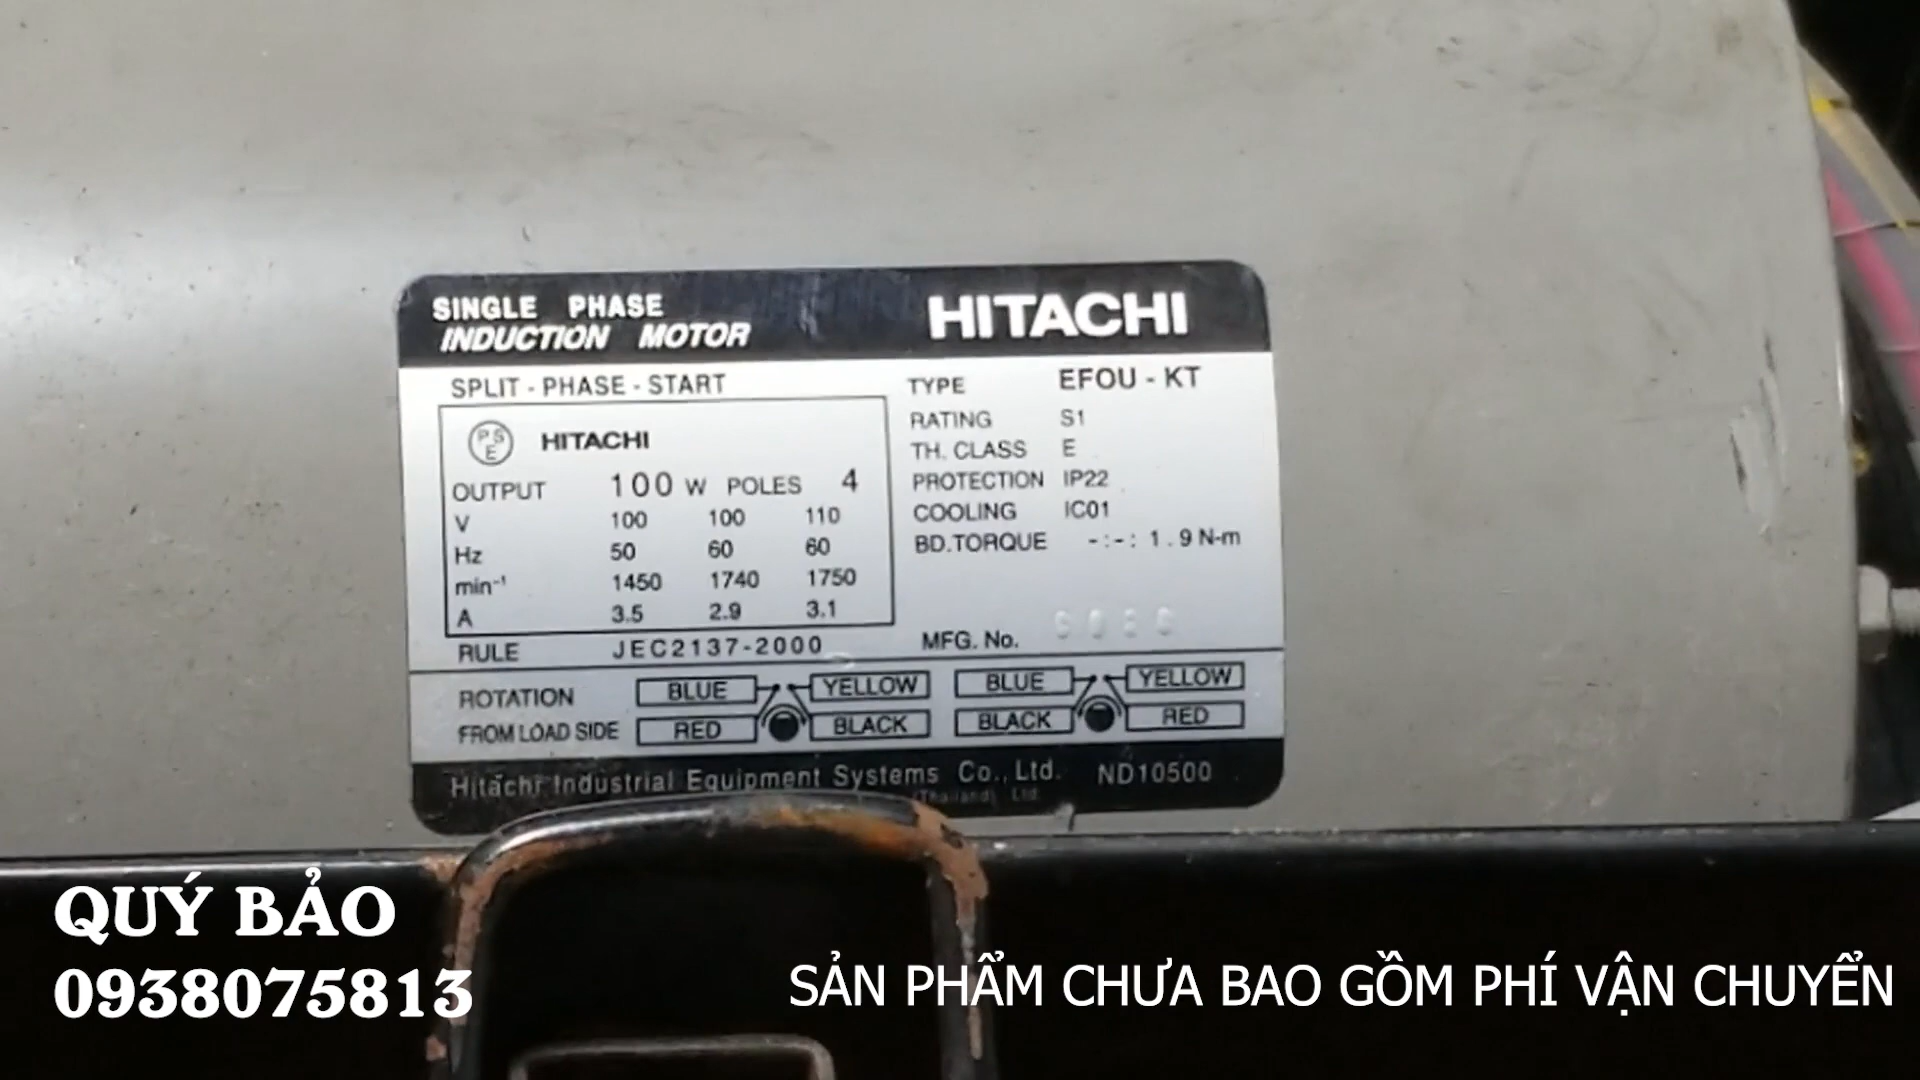 SINGLE PHASE
INDUCTION MOTOR
HITACHI
SPLIT - PHASE - START
PSE HITACHI
OUTPUT 100 W POLES 4
V 100 100 110
Hz 50 60 60
min⁻¹ 1450 1740 1750
A 3.5 2.9 3.1
RULE JEC2137-2000
TYPE EFOU - KT
RATING S1
TH. CLASS E
PROTECTION IP22
COOLING IC01
BD.TORQUE -:-: 1.9 N-m
MFG. No.
ROTATION
FROM LOAD SIDE
BLUE YELLOW
RED BLACK
BLUE YELLOW
BLACK RED
Hitachi Industrial Equipment Systems Co., Ltd. ND10500
(Thailand) Ltd.
QUÝ BẢO
0938075813
SẢN PHẨM CHƯA BAO GỒM PHÍ VẬN CHUYỂN